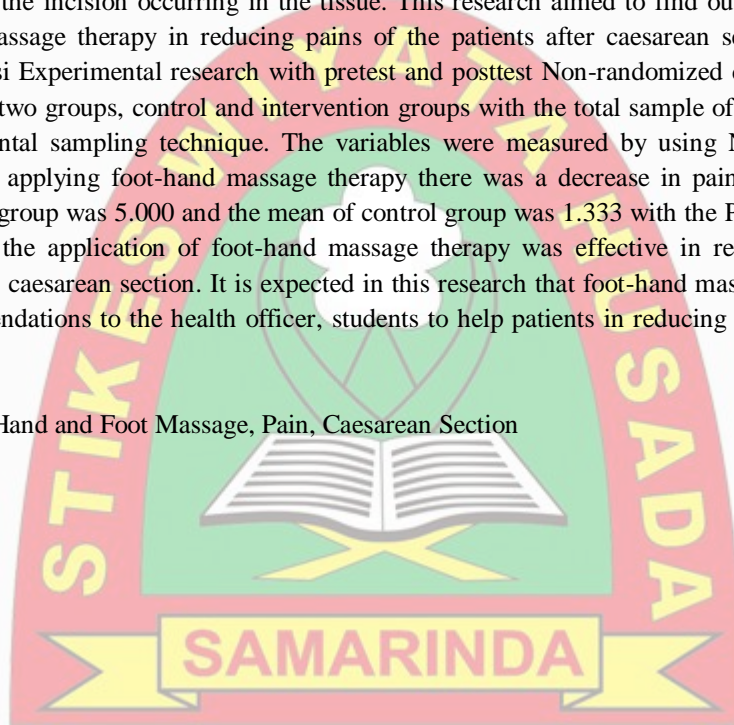 the incision occurring in the tissue. This research aimed to find ou
assage therapy in reducing pains of the patients after caesarean se
si Experimental research with pretest and posttest Non-randomized
two groups, control and intervention groups with the total sample of
ntal sampling technique. The variables were measured by using
applying foot-hand massage therapy there was a decrease in pain
group was 5.000 and the mean of control group was 1.333 with the P
the application of foot-hand massage therapy was effective in re
caesarean section. It is expected in this research that foot-hand mas
endations to the health officer, students to help patients in reducing
Hand and Foot Massage, Pain, Caesarean Section
STIKES WIYATA HUSADA
SAMARINDA